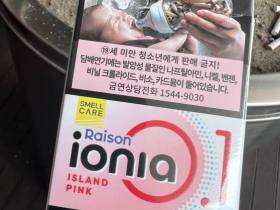 ⑲세 미만 청소년에게 판매 금지!
담배연기에는 발암성 물질인 나프틸아민, 니켈, 벤젠,
비닐 크롤라이드, 비소, 카드뮴이 들어있습니다.
금연상담전화 1544-9030
SMELL
CARE
Raison
ionia
0.1
ISLAND
PINK